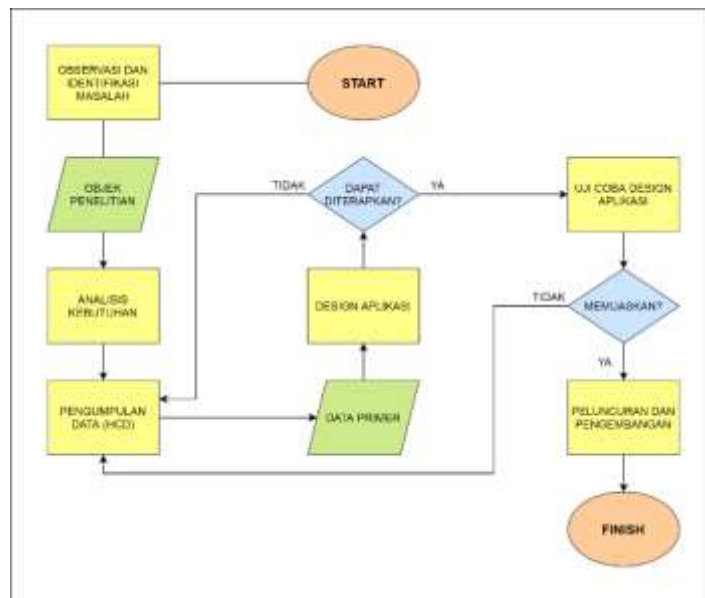 START
OBSERVASI DAN
IDENTIFIKASI
MASALAH
OBJEK
PENELITIAN
ANALISIS
KEBUTUHAN
PENGUMPULAN
DATA (HCD)
DATA PRIMER
DESIGN APLIKASI
DAPAT
DITERAPKAN?
TIDAK
YA
UJI COBA DESIGN
APLIKASI
MEMUASKAN?
TIDAK
YA
PELUNCURAN DAN
PENGEMBANGAN
FINISH